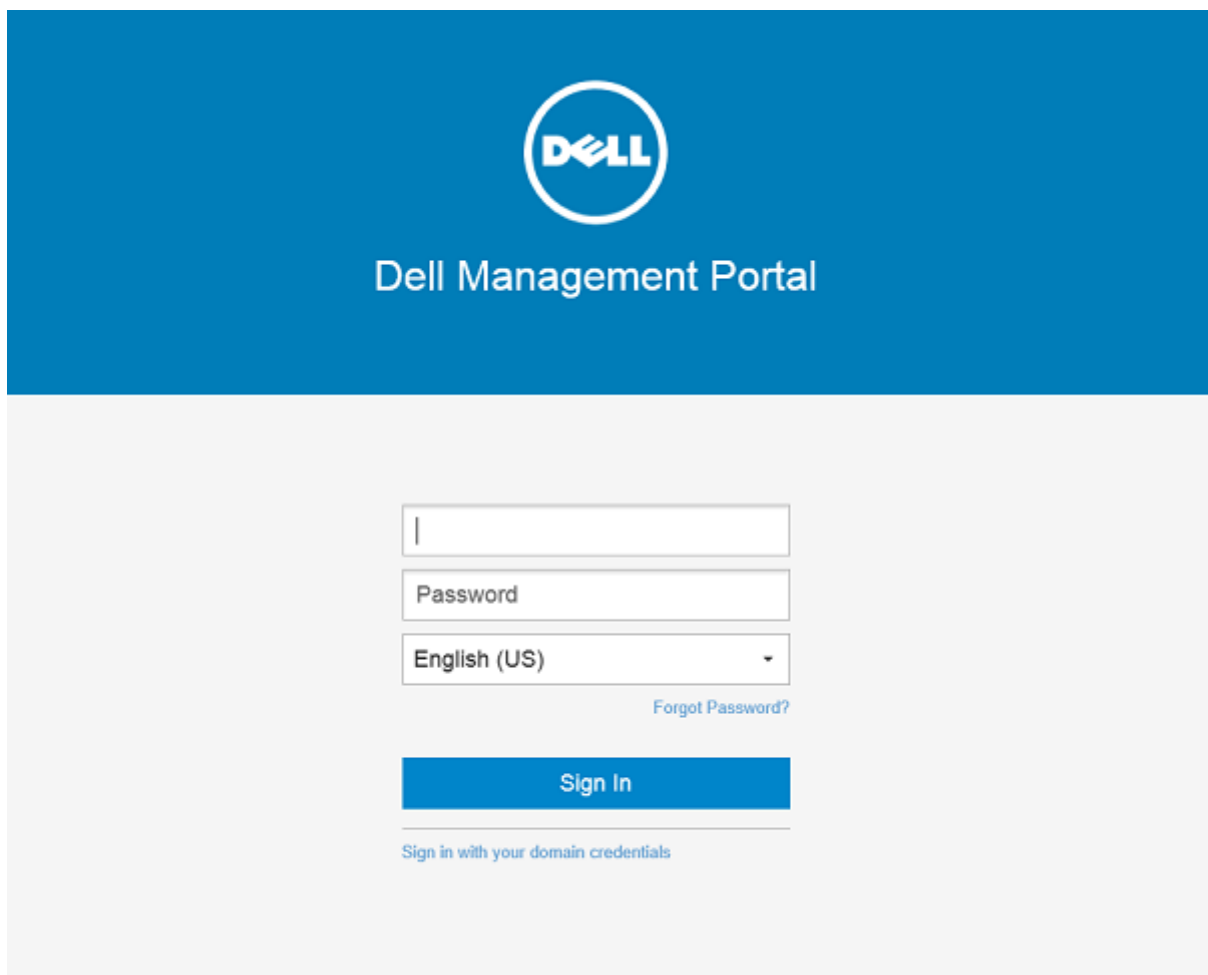 DELL
Dell Management Portal
Password
English (US)
Forgot Password?
Sign In
Sign in with your domain credentials